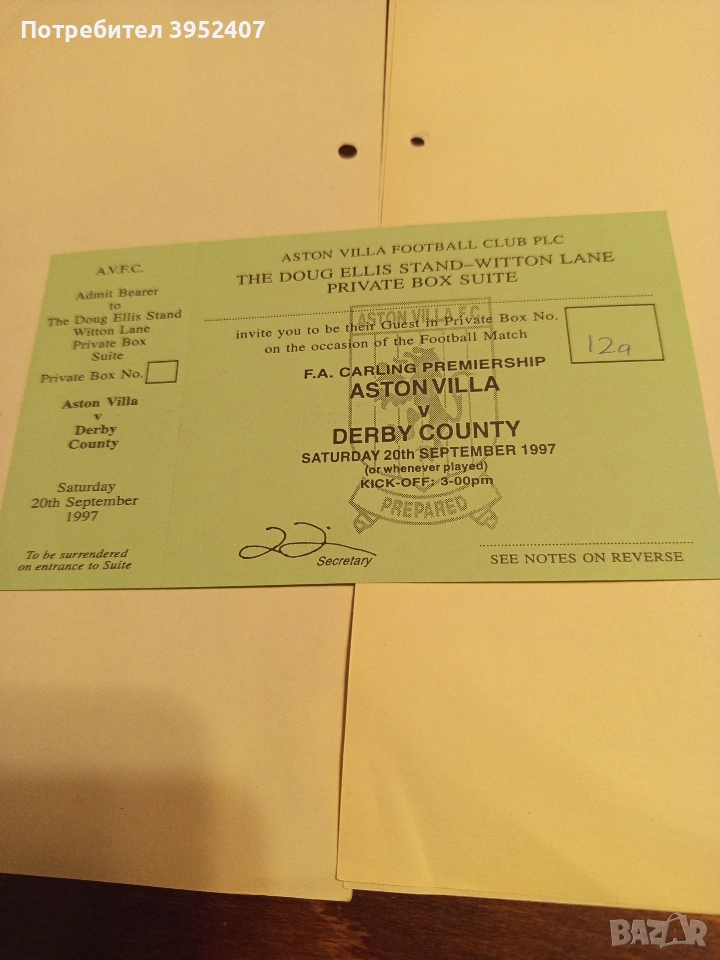 Потребител 3952407
A.V.F.C.
Admit Bearer
to
The Doug Ellis Stand
Witton Lane
Private Box
Suite
Private Box No.
Aston Villa
v
Derby
County
Saturday
20th September
1997
To be surrendered
on entrance to Suite
ASTON VILLA FOOTBALL CLUB PLC
THE DOUG ELLIS STAND–WITTON LANE
PRIVATE BOX SUITE
ASTON VILLA F.C.
invite you to be their Guest in Private Box No.
12a
on the occasion of the Football Match
F.A. CARLING PREMIERSHIP
ASTON VILLA
v
DERBY COUNTY
SATURDAY 20th SEPTEMBER 1997
(or whenever played)
KICK-OFF: 3-00pm
PREPARED
Secretary
SEE NOTES ON REVERSE
BAZAR